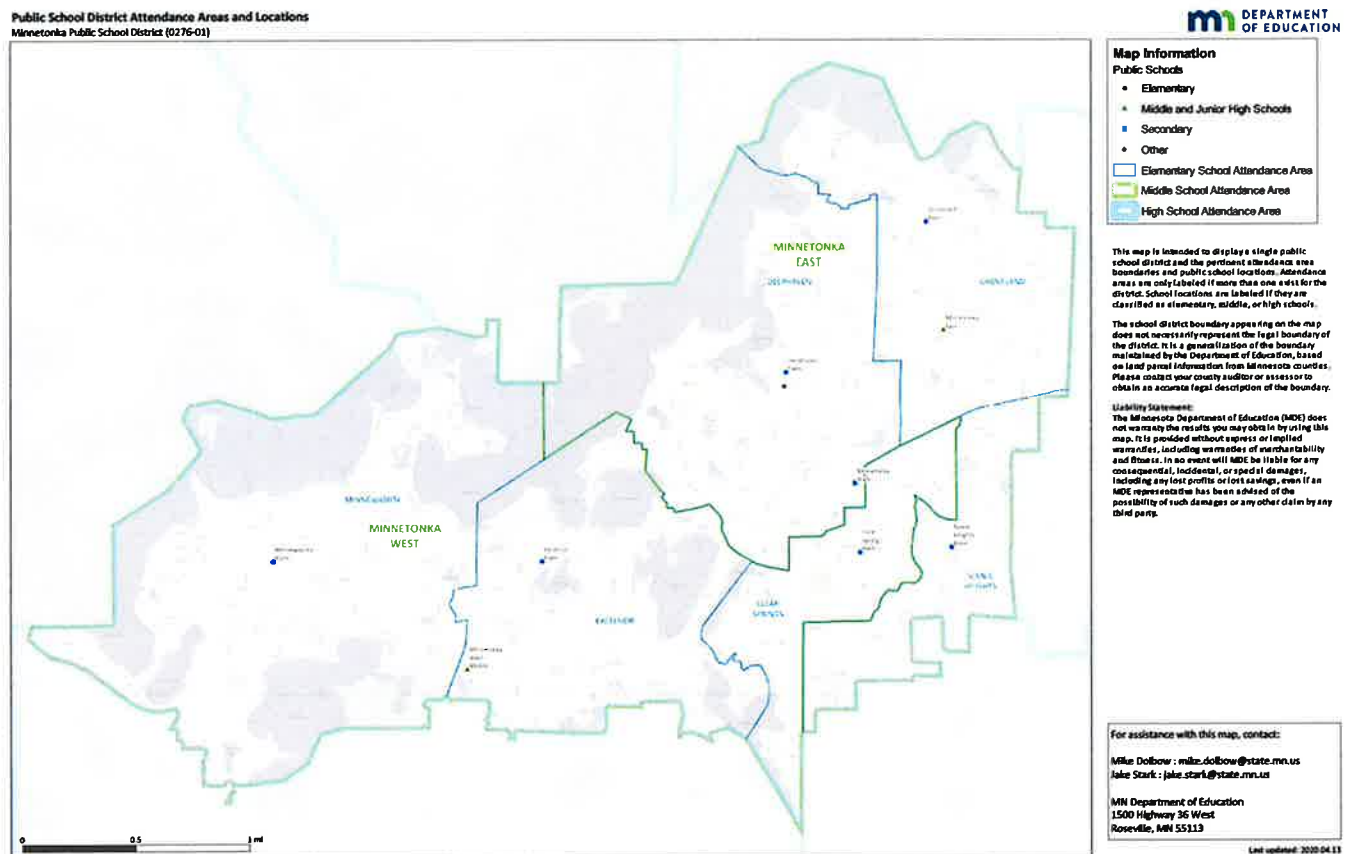 Public School District Attendance Areas and Locations
Minnetonka Public School District (0276-01)
mn DEPARTMENT
OF EDUCATION
Map Information
Public Schools
Elementary
Middle and Junior High Schools
Secondary
Other
Elementary School Attendance Area
Middle School Attendance Area
High School Attendance Area
This map is intended to display a single public
school district and the pertinent attendance area
boundaries and public school locations. Attendance
areas are only labeled if more than one exist for the
district. School locations are labeled if they are
classified as elementary, middle, or high schools.
The school district boundary appearing on the map
does not necessarily represent the legal boundary of
the district. It is a generalization of the boundary
maintained by the Department of Education, based
on land parcel information from Minnesota counties.
Please contact your county auditor or assessor to
obtain an accurate legal description of the boundary.
Liability Statement:
The Minnesota Department of Education (MDE) does
not warranty the results you may obtain by using this
map. It is provided without express or implied
warranties, including warranties of merchantability
and fitness. In no event will MDE be liable for any
consequential, incidental, or special damages,
including any lost profits or lost savings, even if an
MDE representative has been advised of the
possibility of such damages or any other claim by any
third party.
MINNETONKA
EAST
DEEPHAVEN
GROVELAND
MINNEWASHTA
MINNETONKA
WEST
EXCELSIOR
CLEAR
SPRINGS
SCENIC
HEIGHTS
For assistance with this map, contact:
Mike Dolbow : mike.dolbow@state.mn.us
Jake Stark : jake.stark@state.mn.us
MN Department of Education
1500 Highway 36 West
Roseville, MN 55113
0 0.5 1 mi
Last updated: 2020.04.13